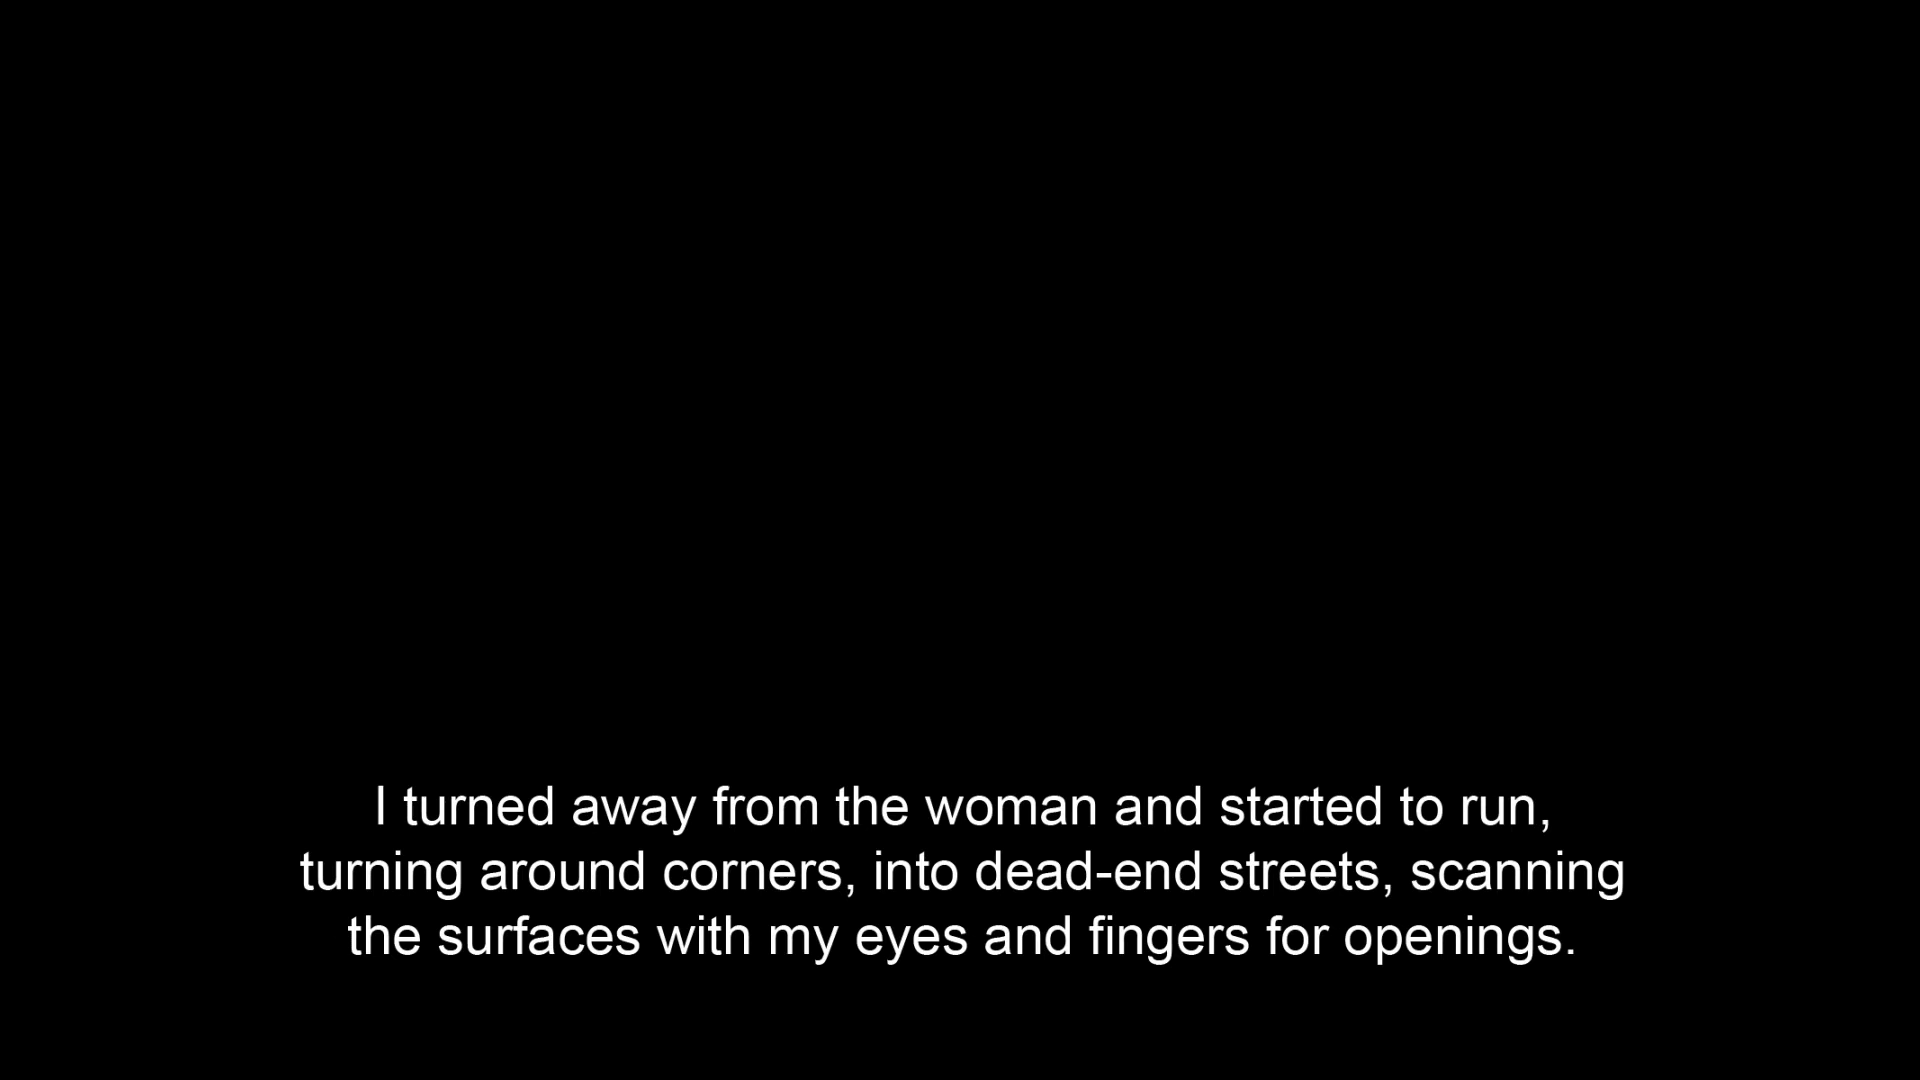 I turned away from the woman and started to run,
turning around corners, into dead-end streets, scanning
the surfaces with my eyes and fingers for openings.